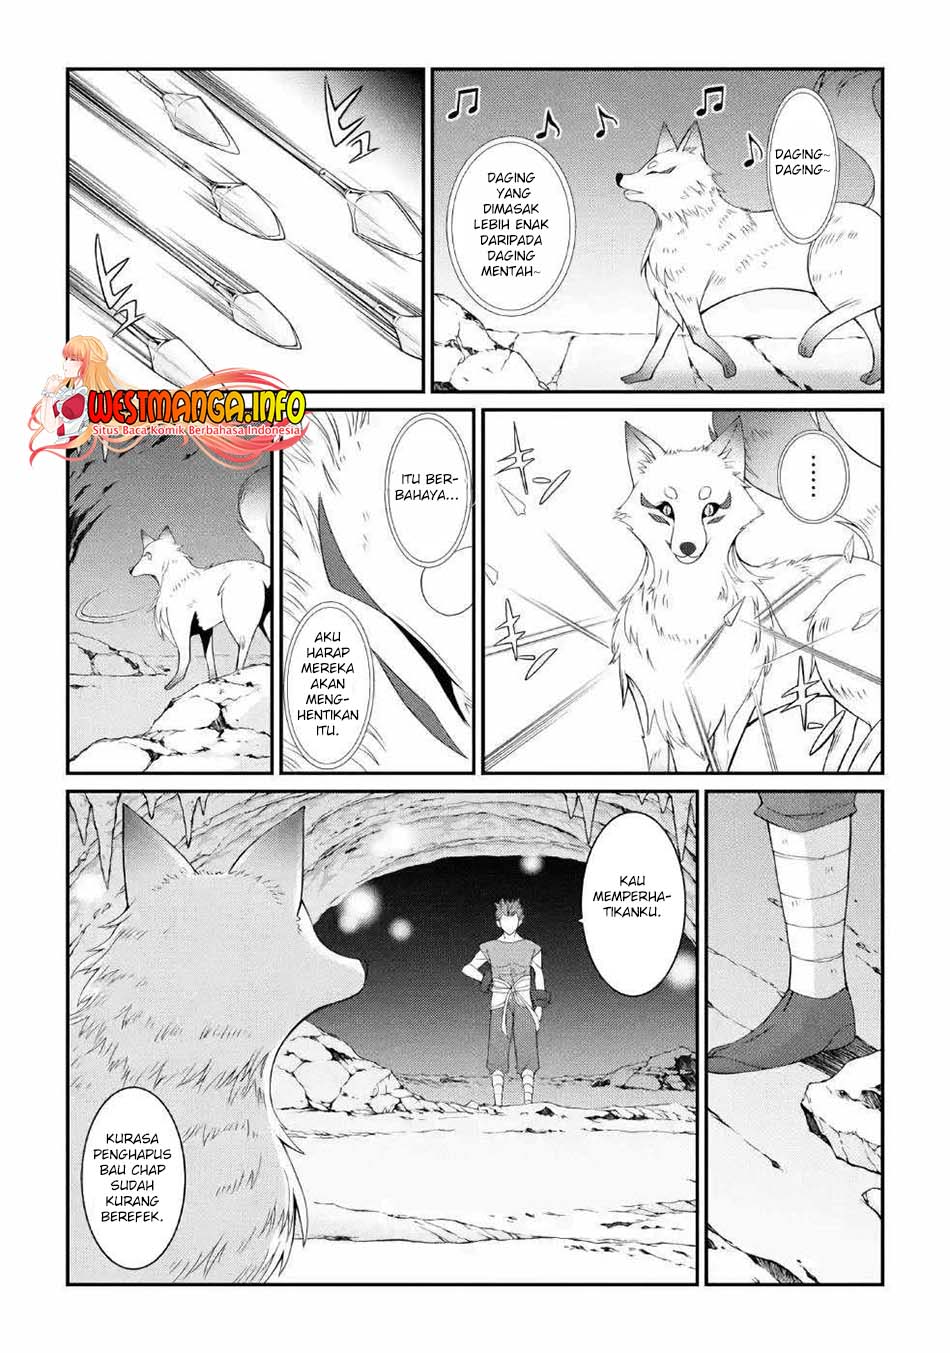 DAGING~
DAGING~
DAGING
YANG
DIMASAK
LEBIH ENAK
DARIPADA
DAGING
MENTAH~
WESTMANGA.INFO
Situs Baca Komik Berbahasa Indonesia
......
ITU BER-
BAHAYA...
AKU
HARAP
MEREKA
AKAN
MENG-
HENTIKAN
ITU.
KAU
MEMPERHA-
TIKANKU.
KURASA
PENGHAPUS
BAU CHAP
SUDAH
KURANG
BEREFEK.